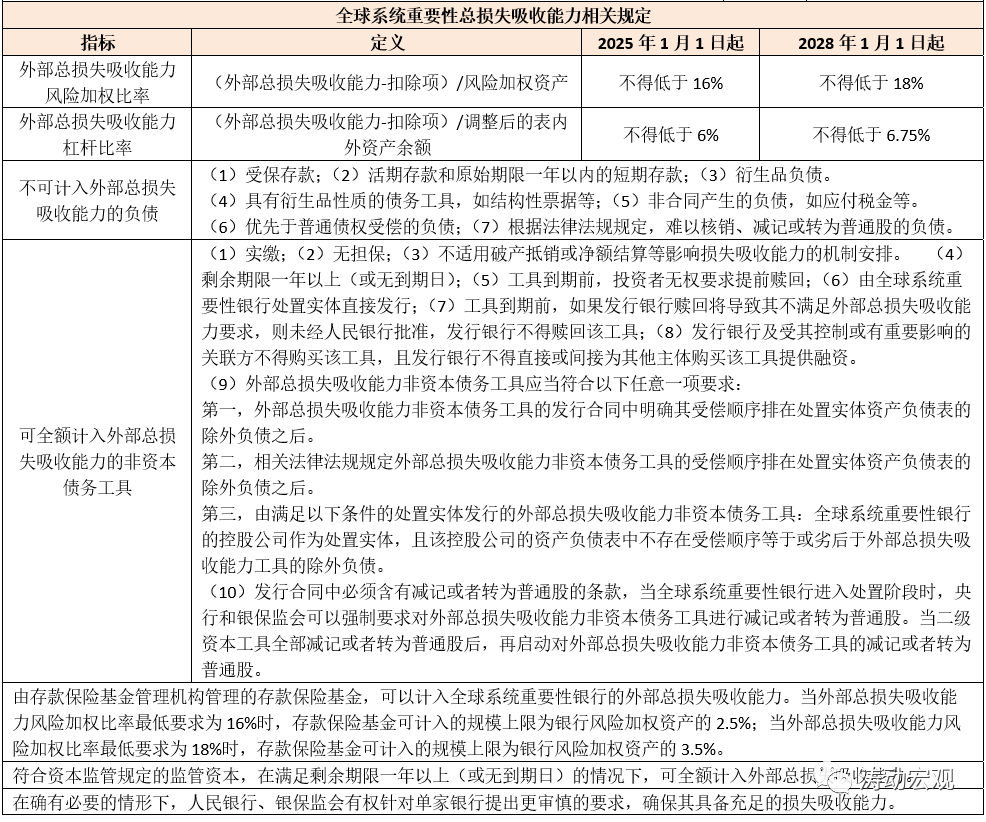 全球系统重要性总损失吸收能力相关规定
指标 定义 2025年1月1日起 2028年1月1日起
外部总损失吸收能力
风险加权比率
（外部总损失吸收能力-扣除项）/风险加权资产
不得低于16%
不得低于18%
外部总损失吸收能力
杠杆比率
（外部总损失吸收能力-扣除项）/调整后的表内
外资产余额
不得低于6%
不得低于6.75%
不可计入外部总损失
吸收能力的负债
（1）受保存款；（2）活期存款和原始期限一年以内的短期存款；（3）衍生品负债。
（4）具有衍生品性质的债务工具，如结构性票据等；（5）非合同产生的负债，如应付税金等。
（6）优先于普通债权受偿的负债；（7）根据法律法规规定，难以核销、减记或转为普通股的负债。
可全额计入外部总损
失吸收能力的非资本
债务工具
（1）实缴；（2）无担保；（3）不适用破产抵销或净额结算等影响损失吸收能力的机制安排。 （4）
剩余期限一年以上（或无到期日）；（5）工具到期前，投资者无权要求提前赎回；（6）由全球系统重
要性银行处置实体直接发行；（7）工具到期前，如果发行银行赎回将导致其不满足外部总损失吸收能
力要求，则未经人民银行批准，发行银行不得赎回该工具；（8）发行银行及受其控制或有重要影响的
关联方不得购买该工具，且发行银行不得直接或间接为其他主体购买该工具提供融资。
（9）外部总损失吸收能力非资本债务工具应当符合以下任意一项要求：
第一，外部总损失吸收能力非资本债务工具的发行合同中明确其受偿顺序排在处置实体资产负债表的
除外负债之后。
第二，相关法律法规规定外部总损失吸收能力非资本债务工具的受偿顺序排在处置实体资产负债表的
除外负债之后。
第三，由满足以下条件的处置实体发行的外部总损失吸收能力非资本债务工具：全球系统重要性银行
的控股公司作为处置实体，且该控股公司的资产负债表中不存在受偿顺序等于或劣后于外部总损失吸
收能力工具的除外负债。
（10）发行合同中必须含有减记或者转为普通股的条款，当全球系统重要性银行进入处置阶段时，央
行和银保监会可以强制要求对外部总损失吸收能力非资本债务工具进行减记或者转为普通股。当二级
资本工具全部减记或者转为普通股后，再启动对外部总损失吸收能力非资本债务工具的减记或者转为
普通股。
由存款保险基金管理机构管理的存款保险基金，可以计入全球系统重要性银行的外部总损失吸收能力。当外部总损失吸收能
力风险加权比率最低要求为16%时，存款保险基金可计入的规模上限为银行风险加权资产的2.5%；当外部总损失吸收能力风
险加权比率最低要求为18%时，存款保险基金可计入的规模上限为银行风险加权资产的3.5%。
符合资本监管规定的监管资本，在满足剩余期限一年以上（或无到期日）的情况下，可全额计入外部总损失吸收能力。
涛动宏观
在确有必要的情形下，人民银行、银保监会有权针对单家银行提出更审慎的要求，确保其具备充足的损失吸收能力。